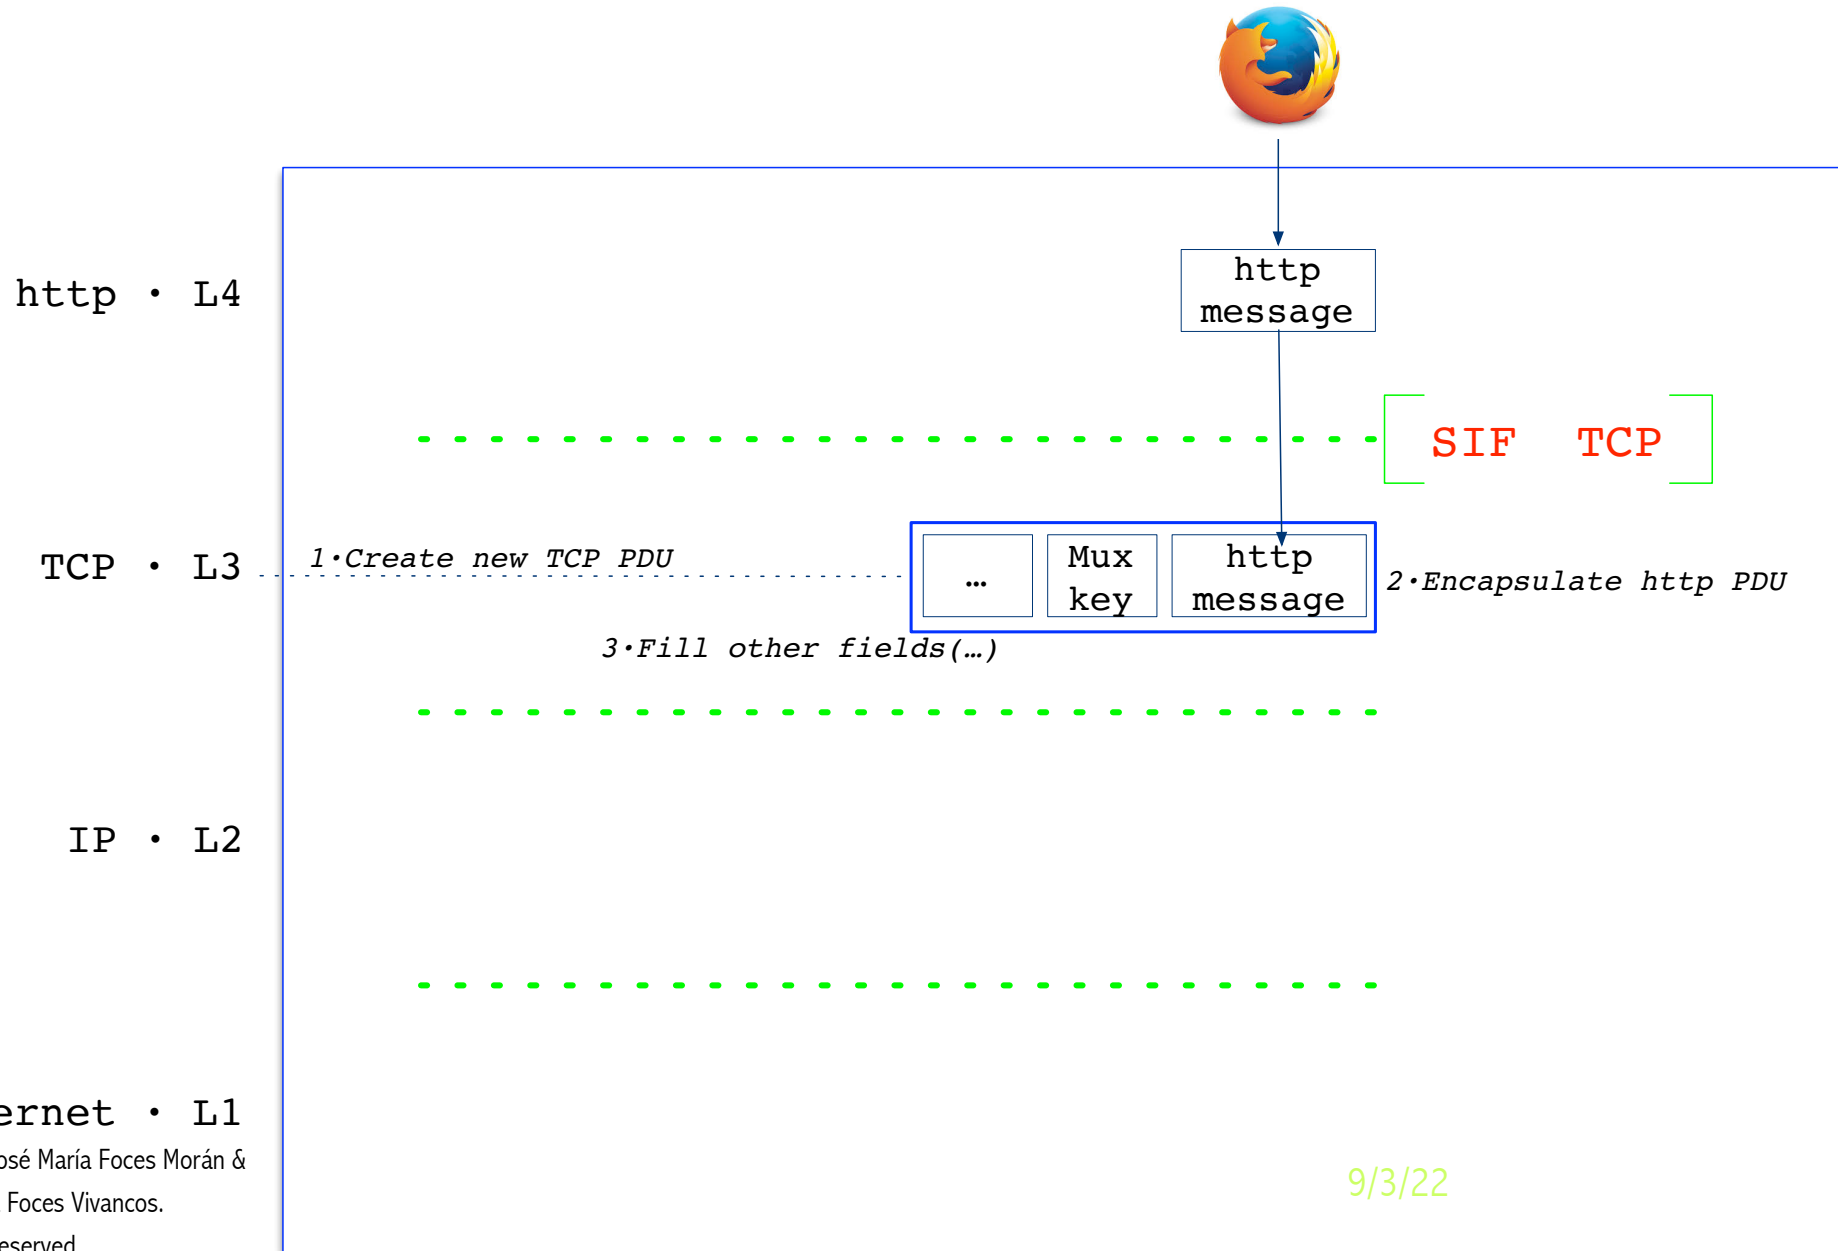 http
message
http · L4
SIF TCP
TCP · L3
1·Create new TCP PDU
…
Mux
key
http
message
2·Encapsulate http PDU
3·Fill other fields(…)
IP · L2
ernet · L1
osé María Foces Morán &
Foces Vivancos.
eserved
9/3/22